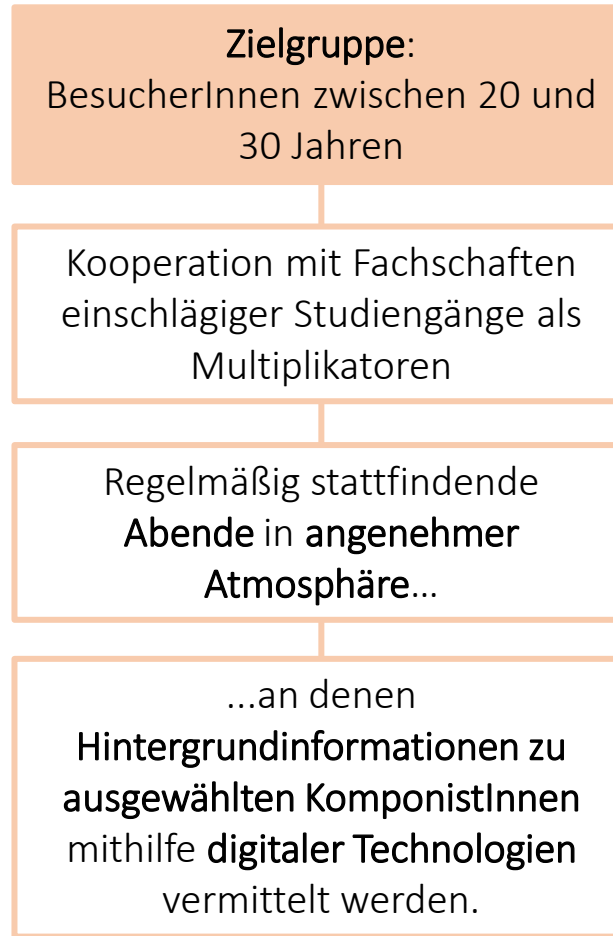 Zielgruppe:
BesucherInnen zwischen 20 und
30 Jahren
Kooperation mit Fachschaften
einschlägiger Studiengänge als
Multiplikatoren
Regelmäßig stattfindende
Abende in angenehmer
Atmosphäre...
...an denen
Hintergrundinformationen zu
ausgewählten KomponistInnen
mithilfe digitaler Technologien
vermittelt werden.